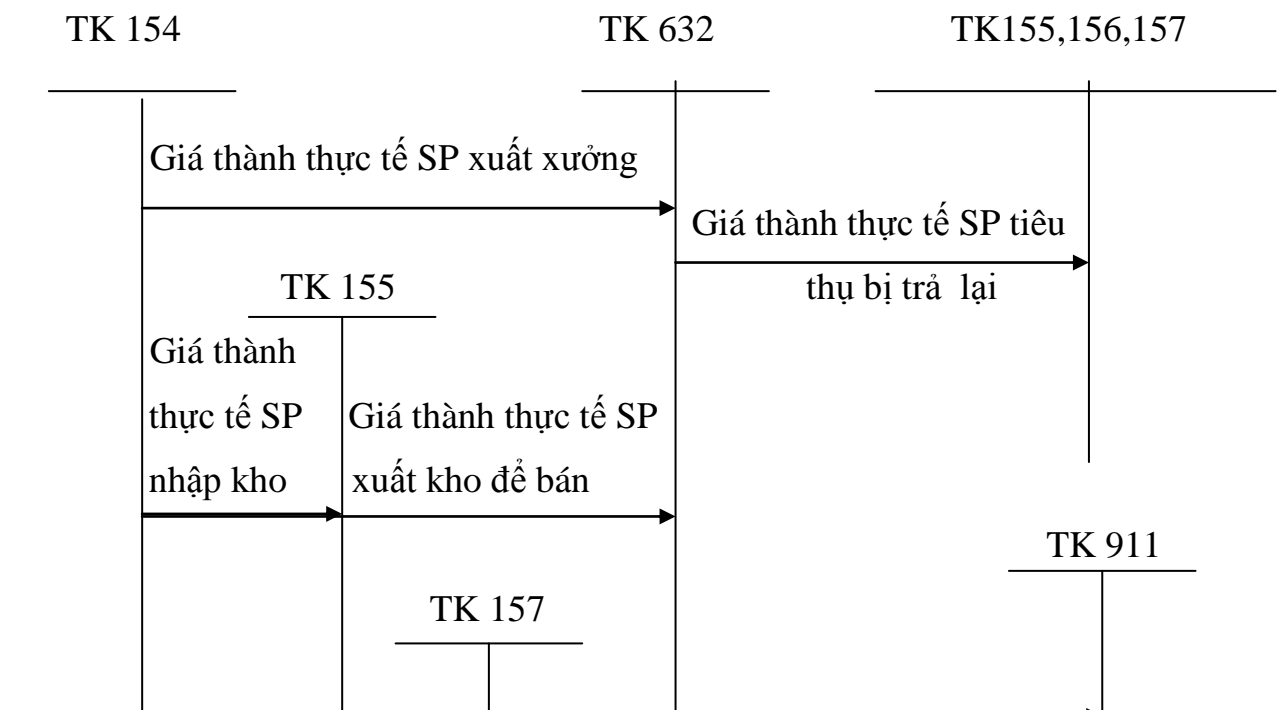 TK 154
TK 632
TK155,156,157
Giá thành thực tế SP xuất xưởng
Giá thành thực tế SP tiêu
thụ bị trả lại
TK 155
Giá thành
thực tế SP
nhập kho
Giá thành thực tế SP
xuất kho để bán
TK 911
TK 157